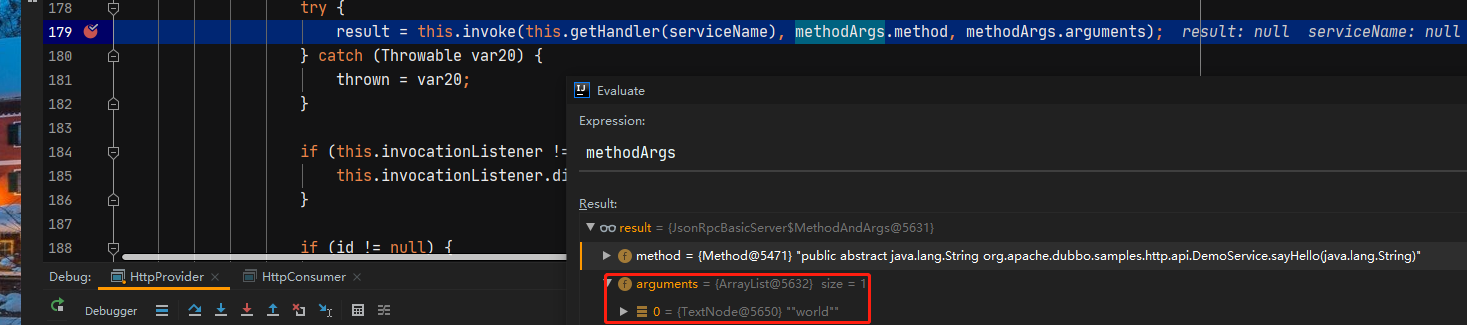 178 try {
179 result = this.invoke(this.getHandler(serviceName), methodArgs.method, methodArgs.arguments); result: null serviceName: null
180 } catch (Throwable var20) {
181 thrown = var20;
182 }
183
184 if (this.invocationListener !=
185 this.invocationListener.di
186 }
187
188 if (id != null) {
Evaluate
Expression:
methodArgs
Result:
result = {JsonRpcBasicServer$MethodAndArgs@5631}
method = {Method@5471} "public abstract java.lang.String org.apache.dubbo.samples.http.api.DemoService.sayHello(java.lang.String)"
arguments = {ArrayList@5632} size = 1
0 = {TextNode@5650} ""world""
Debug: HttpProvider HttpConsumer
Debugger